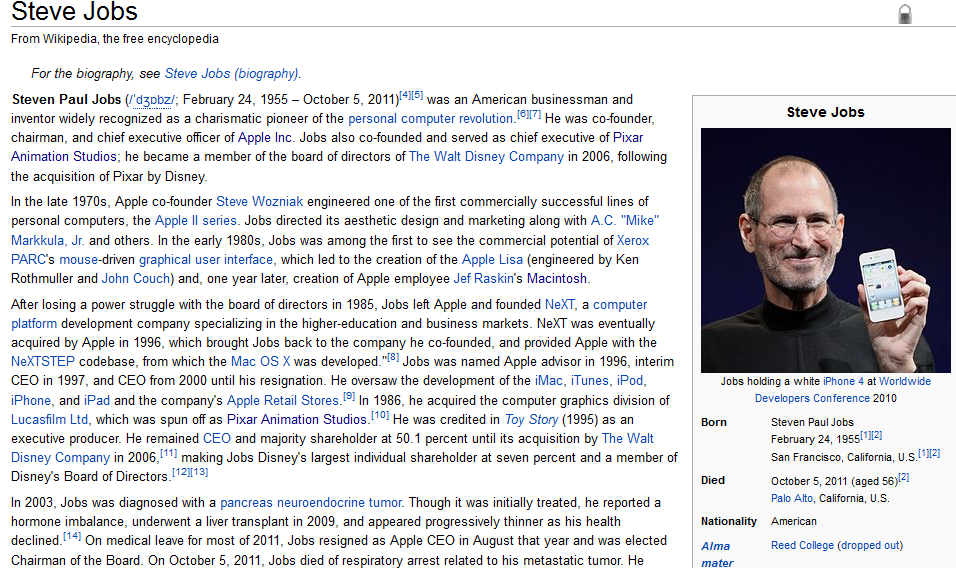 Steve Jobs
From Wikipedia, the free encyclopedia
For the biography, see Steve Jobs (biography).
Steven Paul Jobs (/ˈdʒɒbz/; February 24, 1955 – October 5, 2011)[4][5] was an American businessman and
inventor widely recognized as a charismatic pioneer of the personal computer revolution.[6][7] He was co-founder,
chairman, and chief executive officer of Apple Inc. Jobs also co-founded and served as chief executive of Pixar
Animation Studios; he became a member of the board of directors of The Walt Disney Company in 2006, following
the acquisition of Pixar by Disney.
In the late 1970s, Apple co-founder Steve Wozniak engineered one of the first commercially successful lines of
personal computers, the Apple II series. Jobs directed its aesthetic design and marketing along with A.C. "Mike"
Markkula, Jr. and others. In the early 1980s, Jobs was among the first to see the commercial potential of Xerox
PARC's mouse-driven graphical user interface, which led to the creation of the Apple Lisa (engineered by Ken
Rothmuller and John Couch) and, one year later, creation of Apple employee Jef Raskin's Macintosh.
After losing a power struggle with the board of directors in 1985, Jobs left Apple and founded NeXT, a computer
platform development company specializing in the higher-education and business markets. NeXT was eventually
acquired by Apple in 1996, which brought Jobs back to the company he co-founded, and provided Apple with the
NeXTSTEP codebase, from which the Mac OS X was developed."[8] Jobs was named Apple advisor in 1996, interim
CEO in 1997, and CEO from 2000 until his resignation. He oversaw the development of the iMac, iTunes, iPod,
iPhone, and iPad and the company's Apple Retail Stores.[9] In 1986, he acquired the computer graphics division of
Lucasfilm Ltd, which was spun off as Pixar Animation Studios.[10] He was credited in Toy Story (1995) as an
executive producer. He remained CEO and majority shareholder at 50.1 percent until its acquisition by The Walt
Disney Company in 2006,[11] making Jobs Disney's largest individual shareholder at seven percent and a member of
Disney's Board of Directors.[12][13]
In 2003, Jobs was diagnosed with a pancreas neuroendocrine tumor. Though it was initially treated, he reported a
hormone imbalance, underwent a liver transplant in 2009, and appeared progressively thinner as his health
declined.[14] On medical leave for most of 2011, Jobs resigned as Apple CEO in August that year and was elected
Chairman of the Board. On October 5, 2011, Jobs died of respiratory arrest related to his metastatic tumor. He
Steve Jobs
Jobs holding a white iPhone 4 at Worldwide
Developers Conference 2010
Born Steven Paul Jobs
February 24, 1955[1][2]
San Francisco, California, U.S.[1][2]
Died October 5, 2011 (aged 56)[2]
Palo Alto, California, U.S.
Nationality American
Alma Reed College (dropped out)
mater